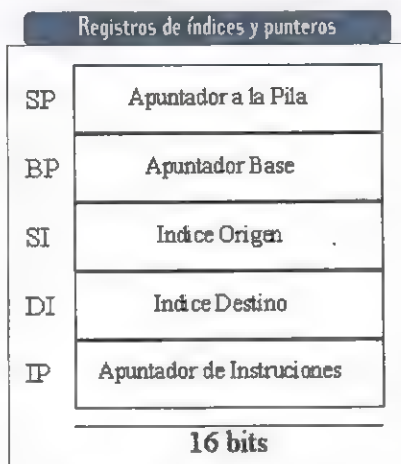 Registros de índices y punteros
SP Apuntador a la Pila
BP Apuntador Base
SI Indice Origen
DI Indice Destino
IP Apuntador de Instruciones
16 bits